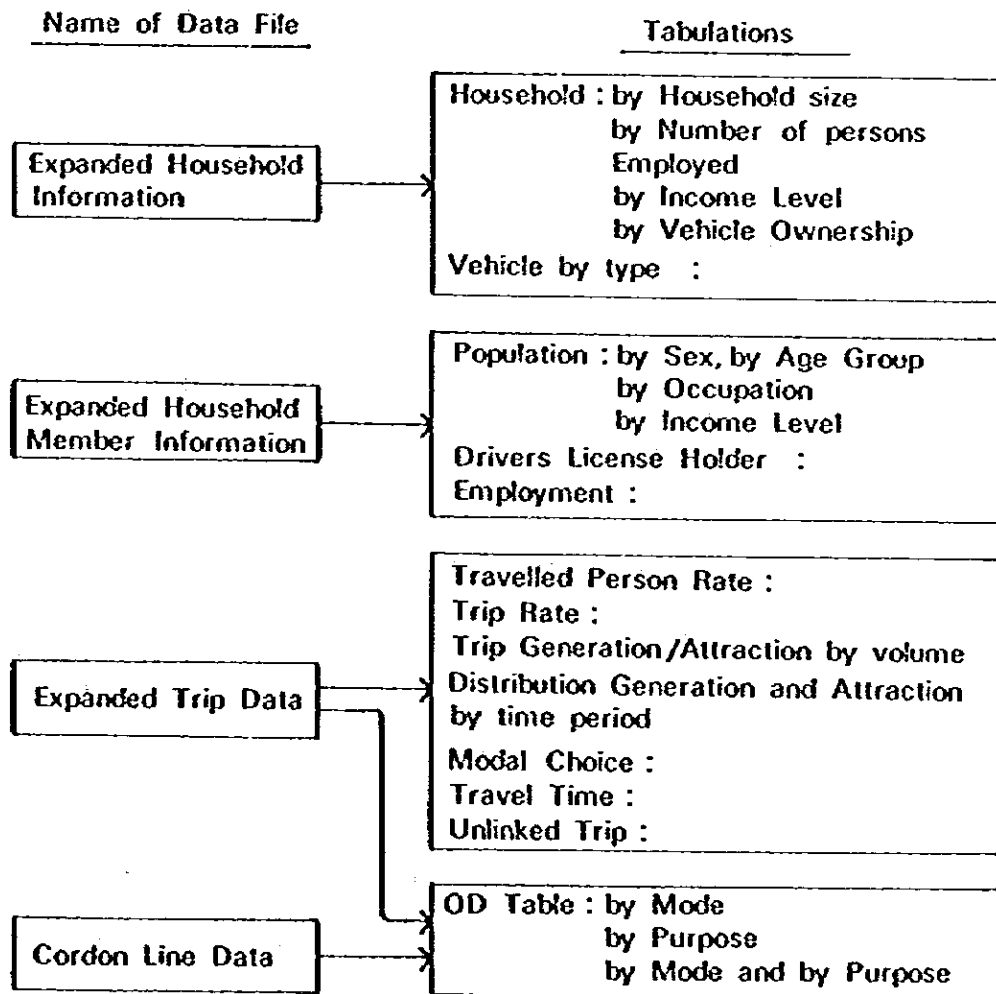 Name of Data File
Tabulations
Expanded Household
Information
Household : by Household size
by Number of persons
Employed
by Income Level
by Vehicle Ownership
Vehicle by type :
Expanded Household
Member Information
Population : by Sex, by Age Group
by Occupation
by Income Level
Drivers License Holder :
Employment :
Expanded Trip Data
Travelled Person Rate :
Trip Rate :
Trip Generation/Attraction by volume
Distribution Generation and Attraction
by time period
Modal Choice :
Travel Time :
Unlinked Trip :
Cordon Line Data
OD Table : by Mode
by Purpose
by Mode and by Purpose